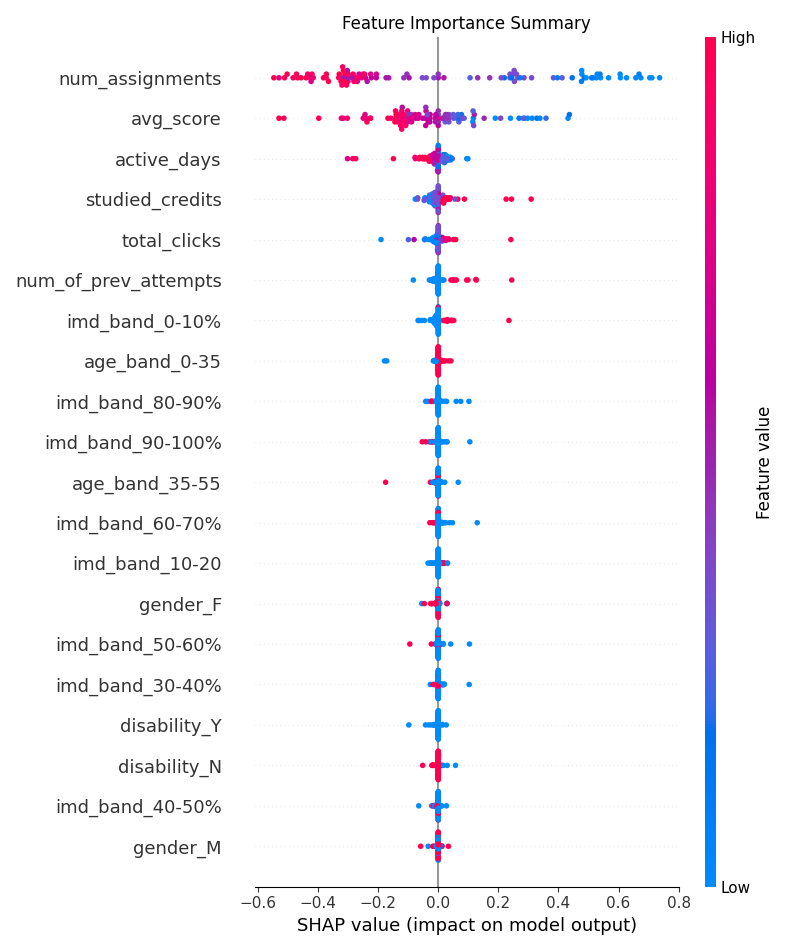 Feature Importance Summary
High
num_assignments
avg_score
active_days
studied_credits
total_clicks
num_of_prev_attempts
imd_band_0-10%
age_band_0-35
imd_band_80-90%
imd_band_90-100%
age_band_35-55
imd_band_60-70%
imd_band_10-20
gender_F
imd_band_50-60%
imd_band_30-40%
disability_Y
disability_N
imd_band_40-50%
gender_M
Feature value
Low
−0.6 −0.4 −0.2 0.0 0.2 0.4 0.6 0.8
SHAP value (impact on model output)